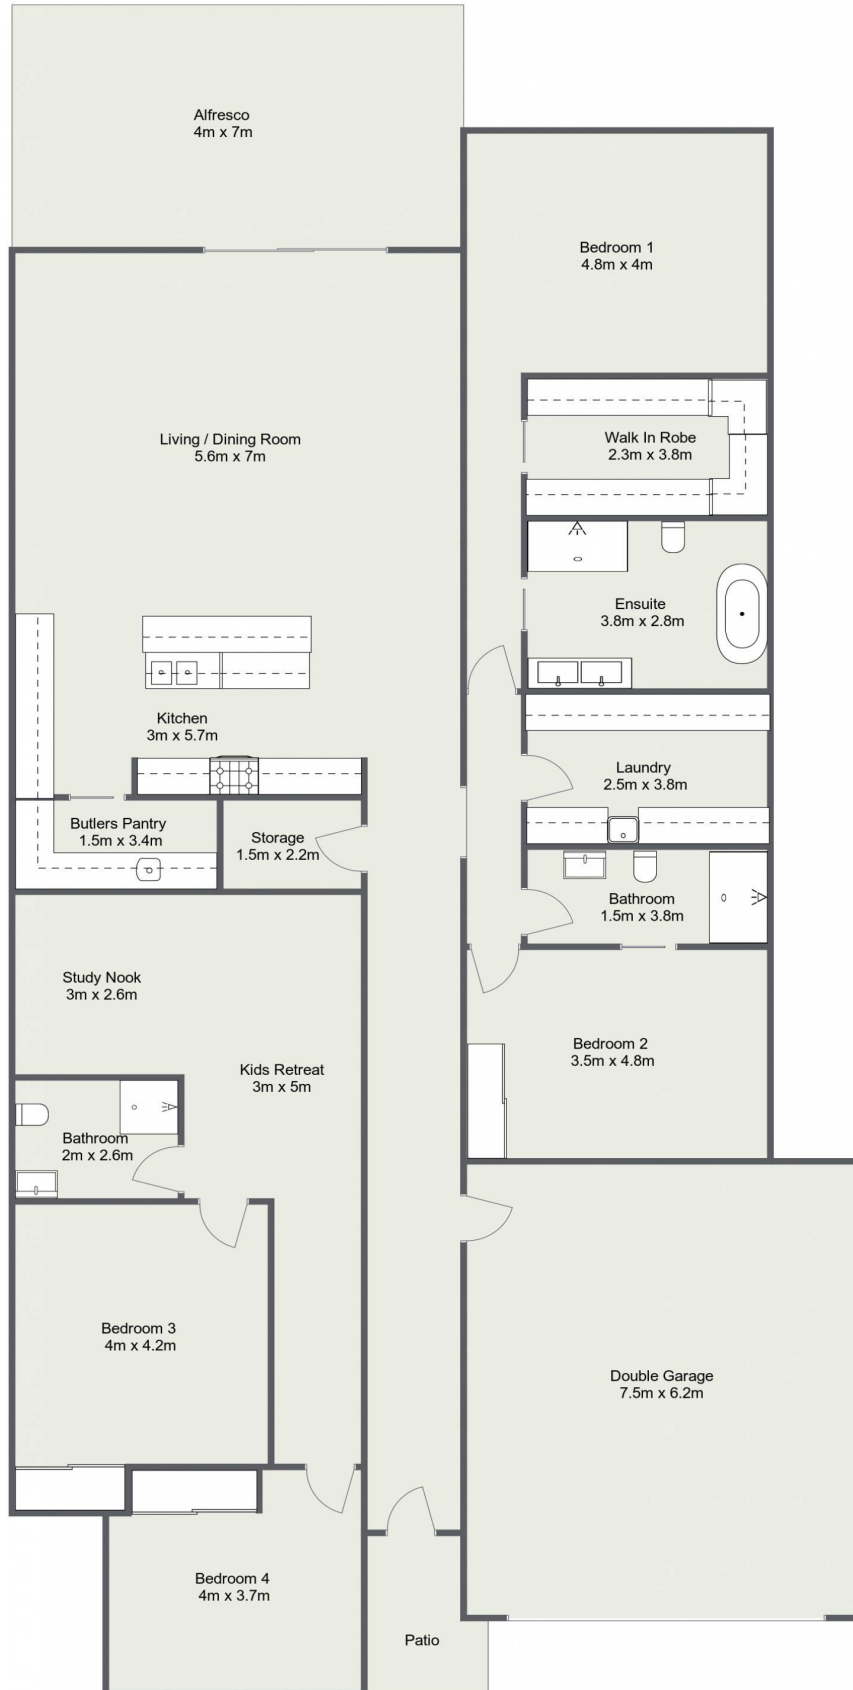 Alfresco
4m x 7m
Bedroom 1
4.8m x 4m
Living / Dining Room
5.6m x 7m
Walk In Robe
2.3m x 3.8m
Ensuite
3.8m x 2.8m
Kitchen
3m x 5.7m
Laundry
2.5m x 3.8m
Butlers Pantry
1.5m x 3.4m
Storage
1.5m x 2.2m
Bathroom
1.5m x 3.8m
Study Nook
3m x 2.6m
Kids Retreat
3m x 5m
Bedroom 2
3.5m x 4.8m
Bathroom
2m x 2.6m
Bedroom 3
4m x 4.2m
Double Garage
7.5m x 6.2m
Bedroom 4
4m x 3.7m
Patio